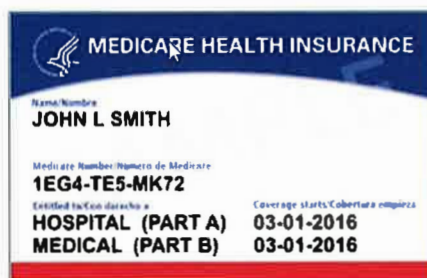 MEDICARE HEALTH INSURANCE
Name/Nombre
JOHN L SMITH
Medicare Number/Número de Medicare
1EG4-TE5-MK72
Entitled to/Con derecho a Coverage starts/Cobertura empieza
HOSPITAL (PART A) 03-01-2016
MEDICAL (PART B) 03-01-2016